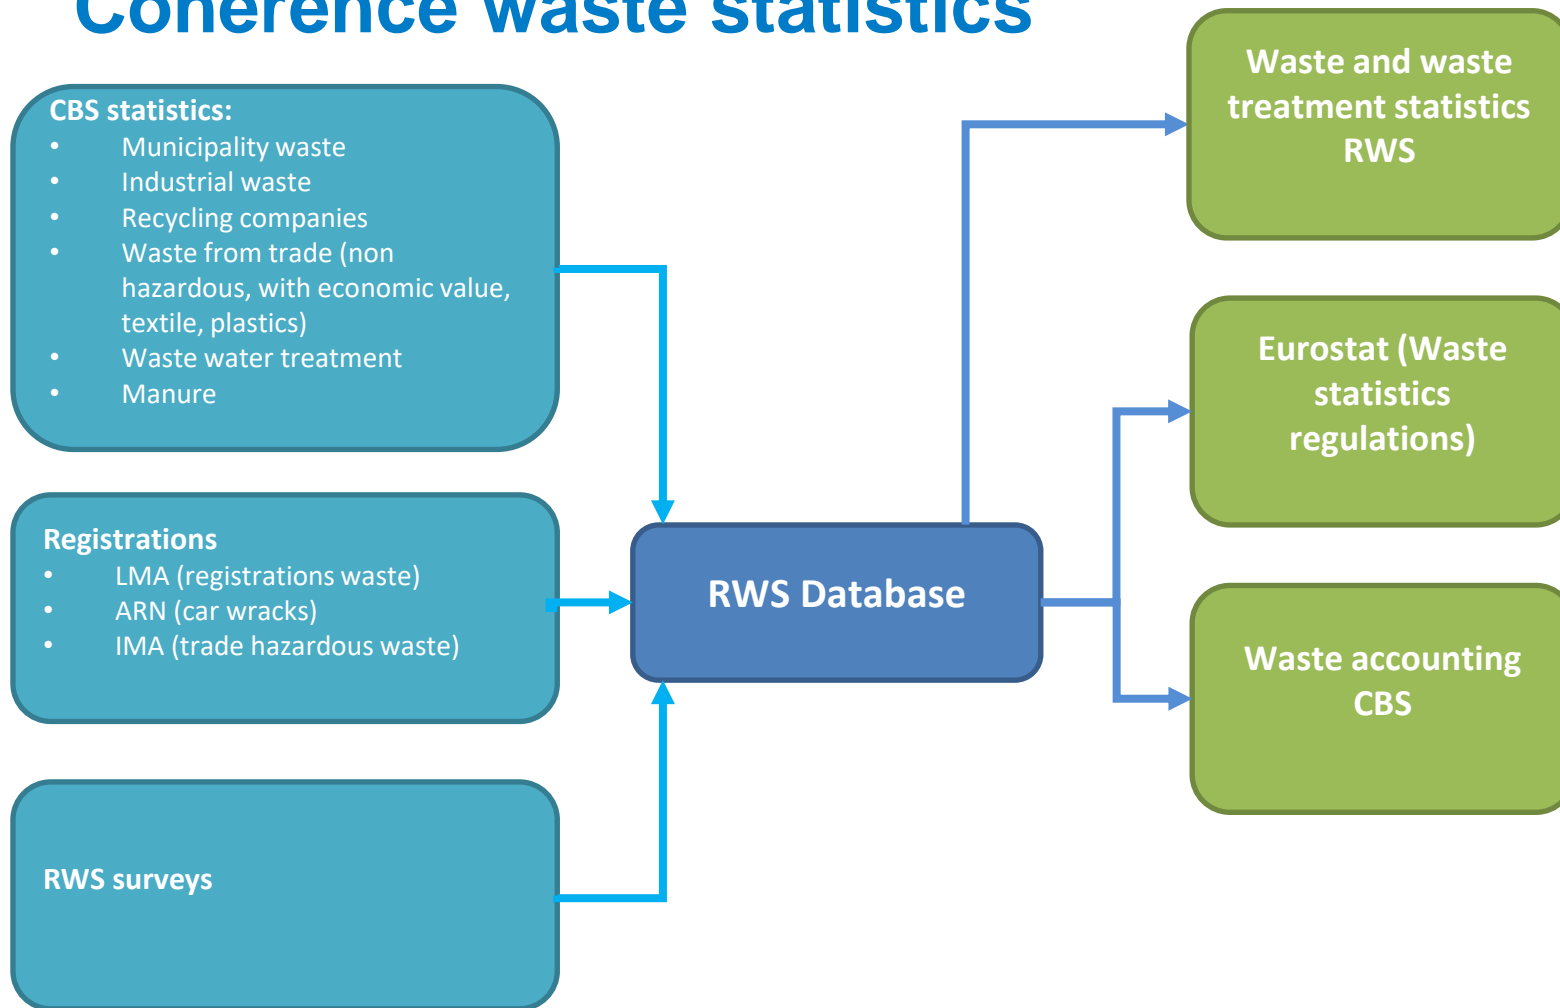 Coherence waste statistics
CBS statistics:
• Municipality waste
• Industrial waste
• Recycling companies
• Waste from trade (non
hazardous, with economic value,
textile, plastics)
• Waste water treatment
• Manure
Registrations
• LMA (registrations waste)
• ARN (car wracks)
• IMA (trade hazardous waste)
RWS surveys
RWS Database
Waste and waste
treatment statistics
RWS
Eurostat (Waste
statistics
regulations)
Waste accounting
CBS